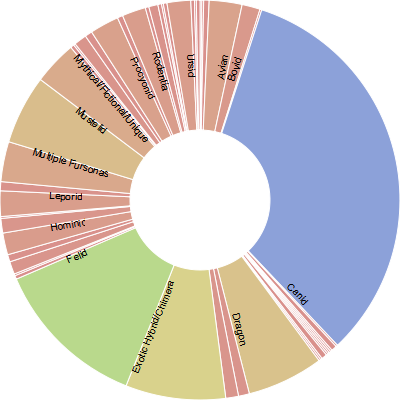 Avian
Bovid
Canid
Dragon
Exotic Hybrid/Chimera
Felid
Hominic
Leporid
Multiple Fursonas
Mustelid
Mythical/Fictional/Unique
Procyonid
Rodentia
Ursid